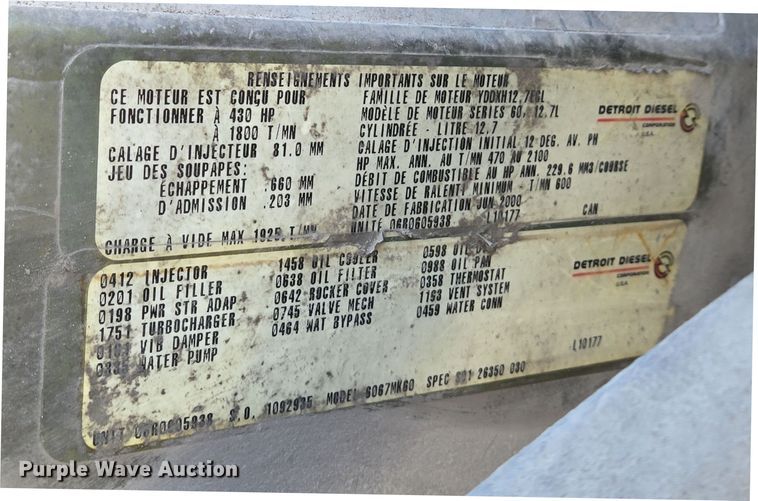 RENSEIGNEMENTS IMPORTANTS SUR LE MOTEUR
CE MOTEUR EST CONÇU POUR
FONCTIONNER À 430 HP
À 1800 T/MN
CALAGE D'INJECTEUR 81.0 MM
JEU DES SOUPAPES:
ÉCHAPPEMENT .660 MM
D'ADMISSION .203 MM
CHARGE À VIDE MAX 1925 T/MN
FAMILLE DE MOTEUR YDDXH12.7EGL
MODÈLE DE MOTEUR SERIES 60, 12.7L
CYLINDRÉE - LITRE 12.7
CALAGE D'INJECTION INITIAL 12 DEG. AV. PH
HP MAX. ANN. AU T/MN 470 AU 2100
DÉBIT DE COMBUSTIBLE AU HP ANN. 229.6 MM3/COURSE
VITESSE DE RALENTI MINIMUM - T/MN 600
DATE DE FABRICATION JUN 2000
UNITÉ 06R0605938 L10177 CAN
DETROIT DIESEL
CORPORATION
U.S.A.
0412 INJECTOR
0201 OIL FILLER
0198 PWR STR ADAP
1751 TURBOCHARGER
VIB DAMPER
WATER PUMP
1458 OIL COOLER
0638 OIL FILTER
0642 ROCKER COVER
0745 VALVE MECH
0464 WAT BYPASS
0598 OIL
0988 OIL PAN
0358 THERMOSTAT
1193 VENT SYSTEM
0459 WATER CONN
DETROIT DIESEL
CORPORATION
U.S.A.
L10177
UNIT 06R0605938 S.O. 1092935 MODEL 6067MK60 SPEC 26350 030
Purple Wave Auction